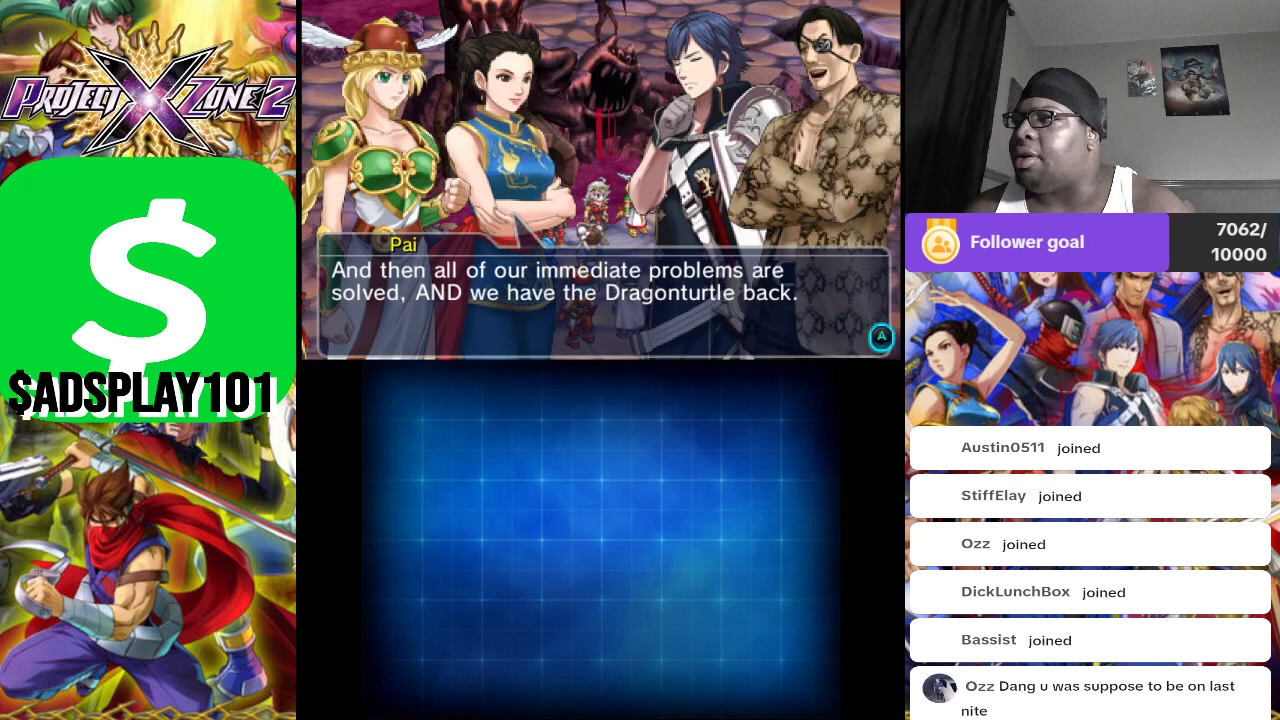 PROJECT X ZONE 2
$
$ADSPLAY101
Pai
And then all of our immediate problems are
solved, AND we have the Dragonturtle back.
A
Follower goal
7062/
10000
Austin0511 joined
StiffElay joined
Ozz joined
DickLunchBox joined
Bassist joined
Ozz Dang u was suppose to be on last
nite